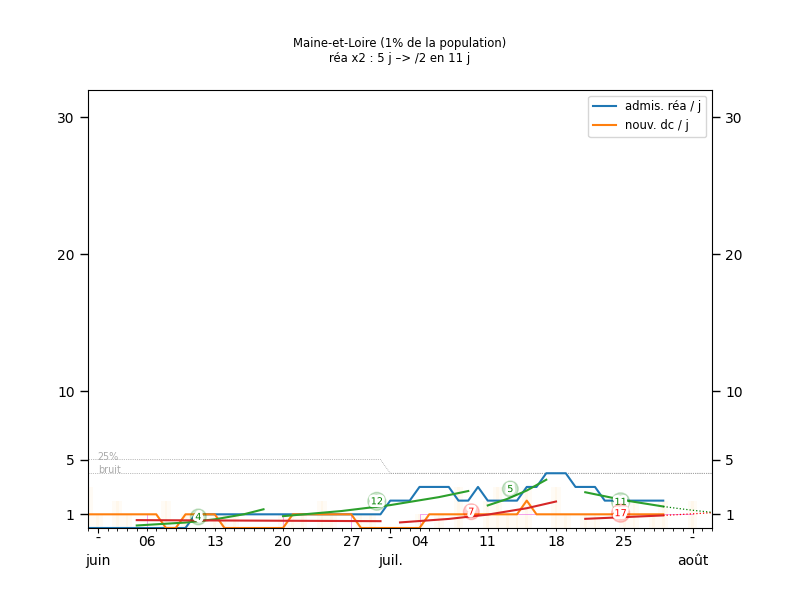 Maine-et-Loire (1% de la population)
réa x2 : 5 j –> /2 en 11 j
admis. réa / j
nouv. dc / j
30
30
20
20
10
10
5
5
1
1
25%
bruit
4
12
7
5
11
17
- 06 13 20 27 - 04 11 18 25 -
juin juil. août